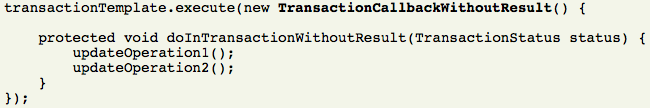 transactionTemplate.execute(new TransactionCallbackWithoutResult() {
    protected void doInTransactionWithoutResult(TransactionStatus status) {
        updateOperation1();
        updateOperation2();
    }
});